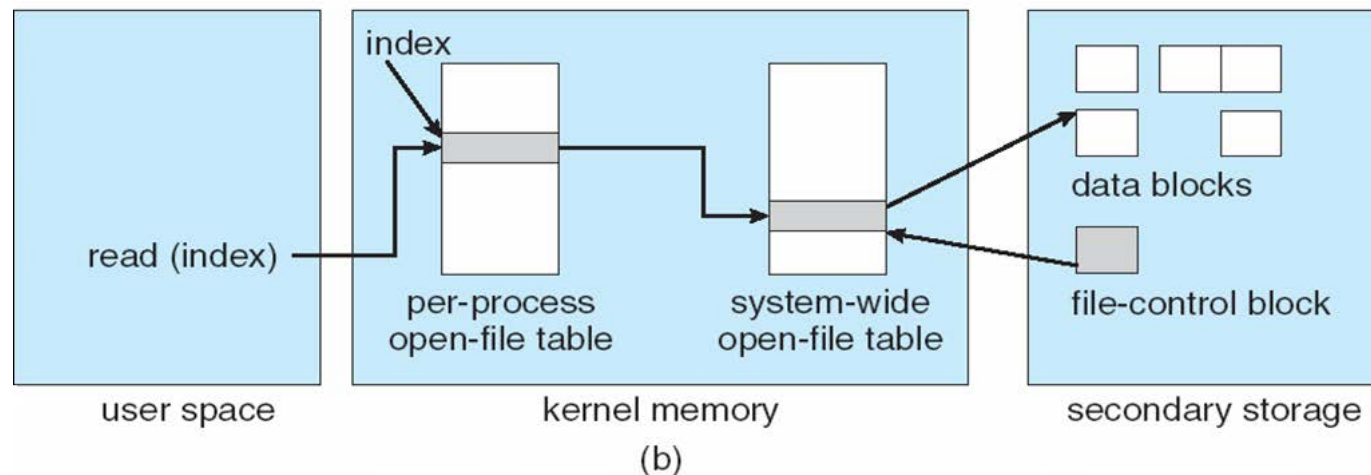 index
read (index)
per-process
open-file table
system-wide
open-file table
data blocks
file-control block
user space
kernel memory
secondary storage
(b)